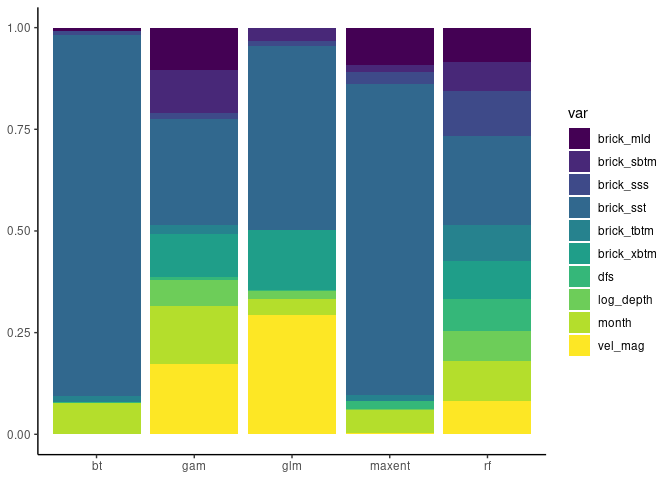 1.00
0.75
0.50
0.25
0.00
bt gam glm maxent rf
var
brick_mld
brick_sbtm
brick_sss
brick_sst
brick_tbtm
brick_xbtm
dfs
log_depth
month
vel_mag